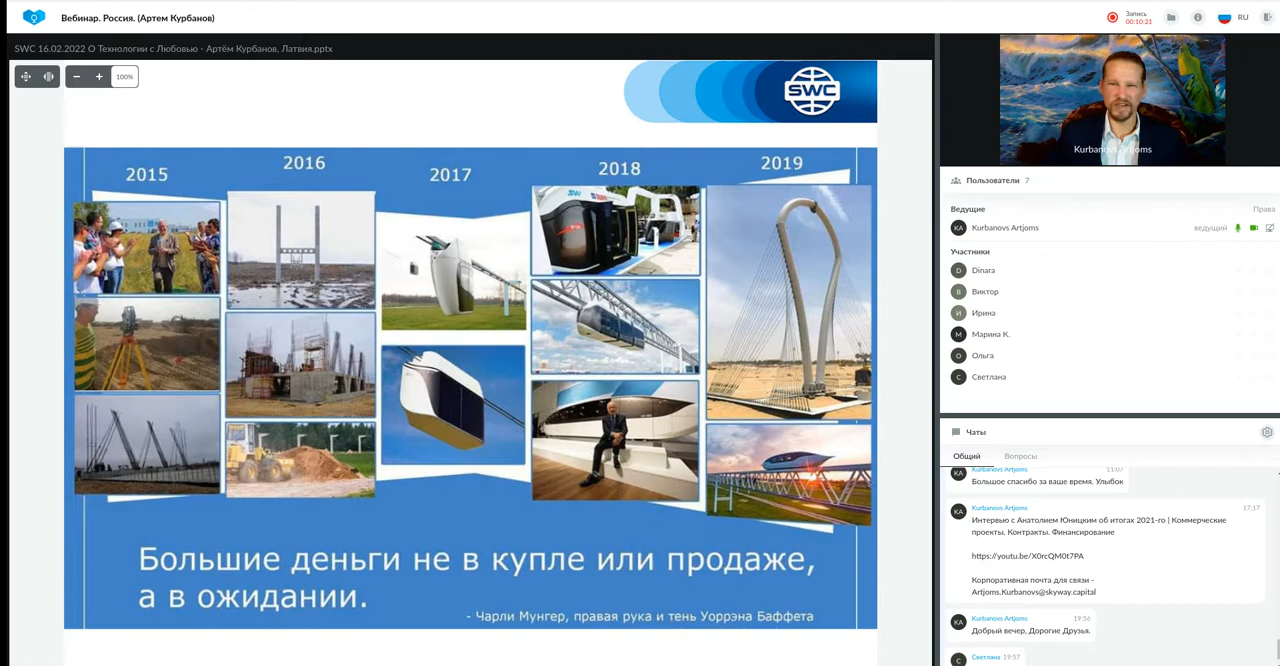 Вебинар. Россия. (Артем Курбанов)
Запись
00:10:21
RU
SWC 16.02.2022 О Технологии с Любовью - Артём Курбанов, Латвия.pptx
100%
SWC
2015
2016
2017
2018
2019
Большие деньги не в купле или продаже,
а в ожидании.
- Чарли Мунгер, правая рука и тень Уоррэна Баффета
Kurbanovs Artjoms
Пользователи 7
Ведущие Права
KA Kurbanovs Artjoms ведущий
Участники
D Dinara
В Виктор
И Ирина
М Марина К.
О Ольга
С Светлана
Чаты
Общий Вопросы
KA Kurbanovs Artjoms 11:07
Большое спасибо за ваше время. Улыбок
KA Kurbanovs Artjoms 17:17
Интервью с Анатолием Юницким об итогах 2021-го | Коммерческие
проекты. Контракты. Финансирование
https://youtu.be/X0rcQM0t7PA
Корпоративная почта для связи -
Artjoms.Kurbanovs@skyway.capital
KA Kurbanovs Artjoms 19:56
Добрый вечер, Дорогие Друзья.
С Светлана 19:57